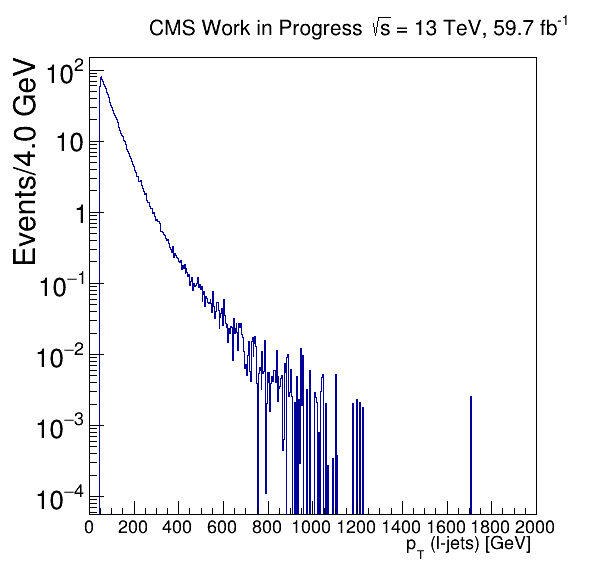 CMS Work in Progress √s = 13 TeV, 59.7 fb⁻¹
Events/4.0 GeV
10²
10
1
10⁻¹
10⁻²
10⁻³
10⁻⁴
0 200 400 600 800 1000 1200 1400 1600 1800 2000
p_T (l-jets) [GeV]